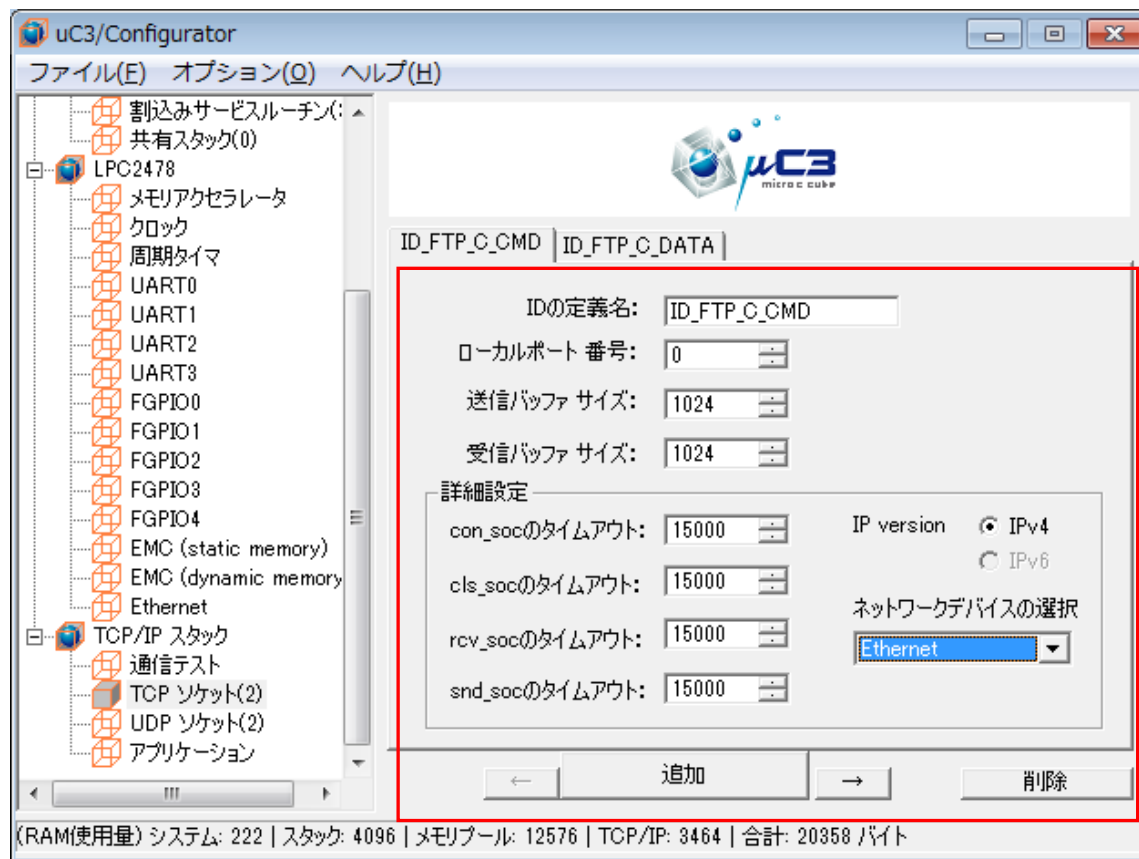 uC3/Configurator
ファイル(F) オプション(O) ヘルプ(H)
割込みサービスルーチン(
共有スタック(0)
LPC2478
メモリアクセラレータ
クロック
周期タイマ
UART0
UART1
UART2
UART3
FGPIO0
FGPIO1
FGPIO2
FGPIO3
FGPIO4
EMC (static memory)
EMC (dynamic memory
Ethernet
TCP/IP スタック
通信テスト
TCP ソケット(2)
UDP ソケット(2)
アプリケーション
μC3
micro c cube
ID_FTP_C_CMD ID_FTP_C_DATA
IDの定義名: ID_FTP_C_CMD
ローカルポート 番号: 0
送信バッファ サイズ: 1024
受信バッファ サイズ: 1024
詳細設定
con_socのタイムアウト: 15000
cls_socのタイムアウト: 15000
rcv_socのタイムアウト: 15000
snd_socのタイムアウト: 15000
IP version IPv4
IPv6
ネットワークデバイスの選択
Ethernet
← 追加 → 削除
(RAM使用量) システム: 222 | スタック: 4096 | メモリプール: 12576 | TCP/IP: 3464 | 合計: 20358 バイト